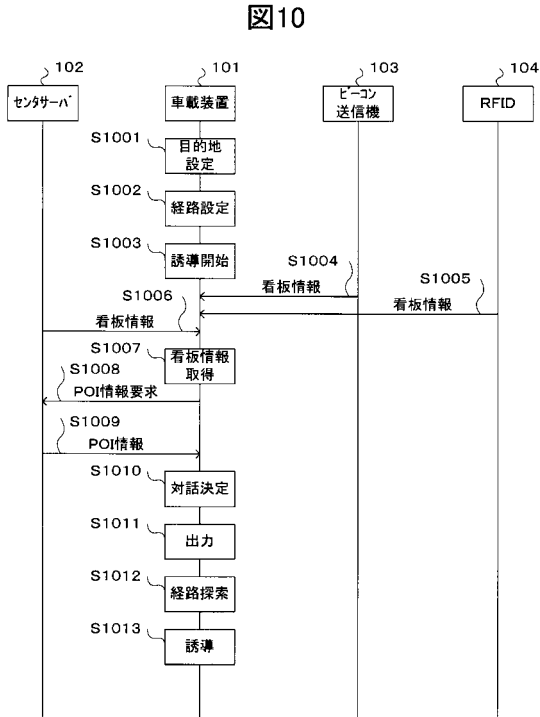 図10
102
101
103
104
センタサーバ
車載装置
ビーコン
送信機
RFID
S1001
目的地
設定
S1002
経路設定
S1003
誘導開始
S1004
看板情報
S1005
看板情報
S1006
看板情報
S1007
看板情報
取得
S1008
POI情報要求
S1009
POI情報
S1010
対話決定
S1011
出力
S1012
経路探索
S1013
誘導